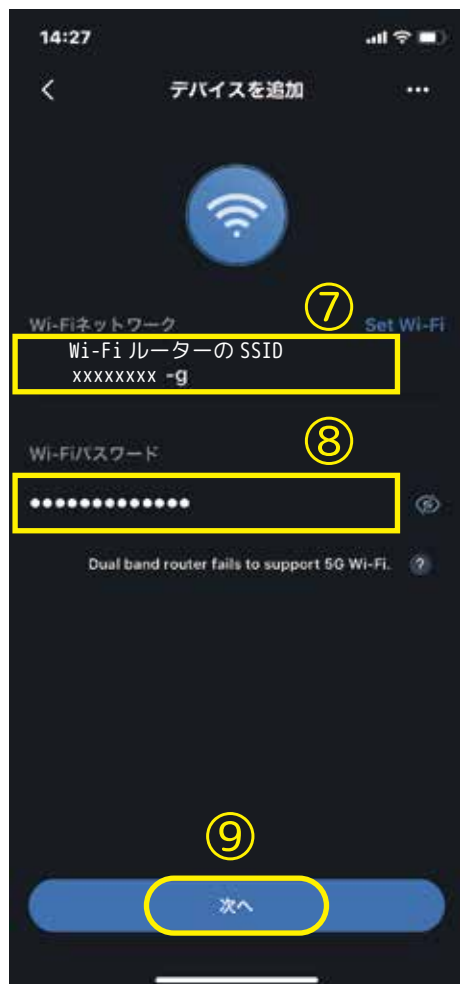 14:27
デバイスを追加
⑦
Wi-Fiネットワーク Set Wi-Fi
Wi-Fiルーターの SSID
xxxxxxxx -g
⑧
Wi-Fiパスワード
•••••••••••••
Dual band router fails to support 5G Wi-Fi. ?
⑨
次へ